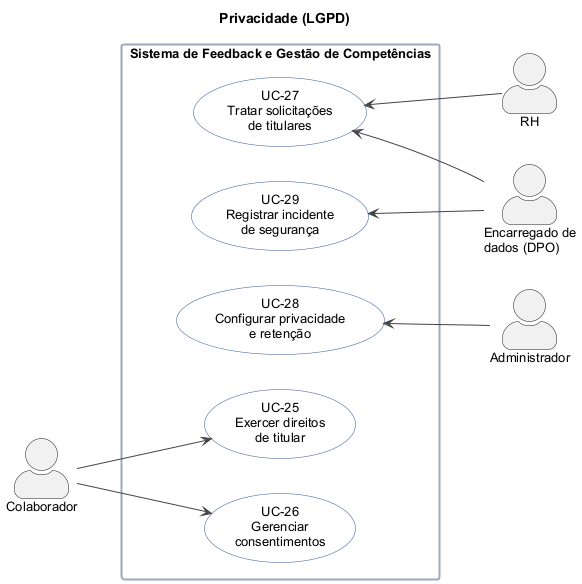 Privacidade (LGPD)
Sistema de Feedback e Gestão de Competências
UC-27
Tratar solicitações
de titulares
RH
UC-29
Registrar incidente
de segurança
Encarregado de
dados (DPO)
UC-28
Configurar privacidade
e retenção
Administrador
UC-25
Exercer direitos
de titular
Colaborador
UC-26
Gerenciar
consentimentos